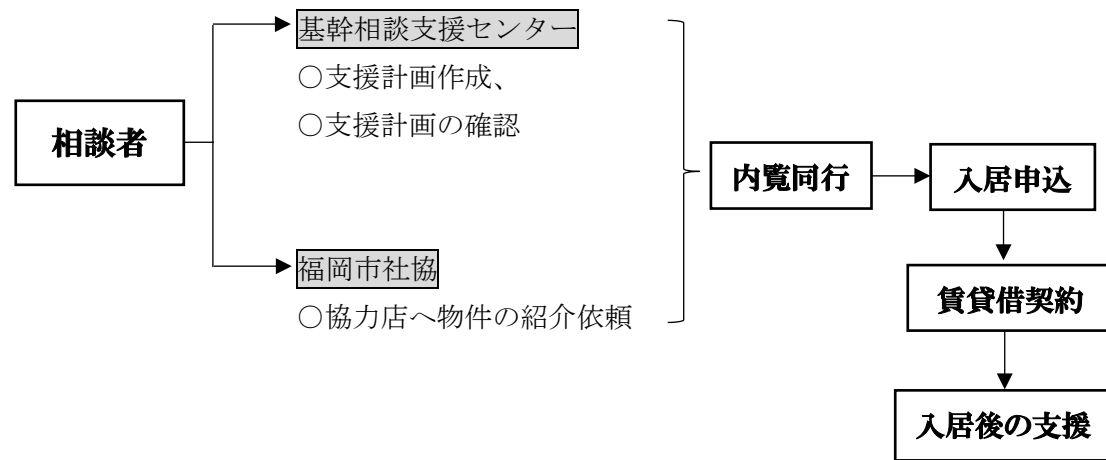 相談者
基幹相談支援センター
○支援計画作成、
○支援計画の確認
福岡市社協
○協力店へ物件の紹介依頼
内覧同行
入居申込
賃貸借契約
入居後の支援